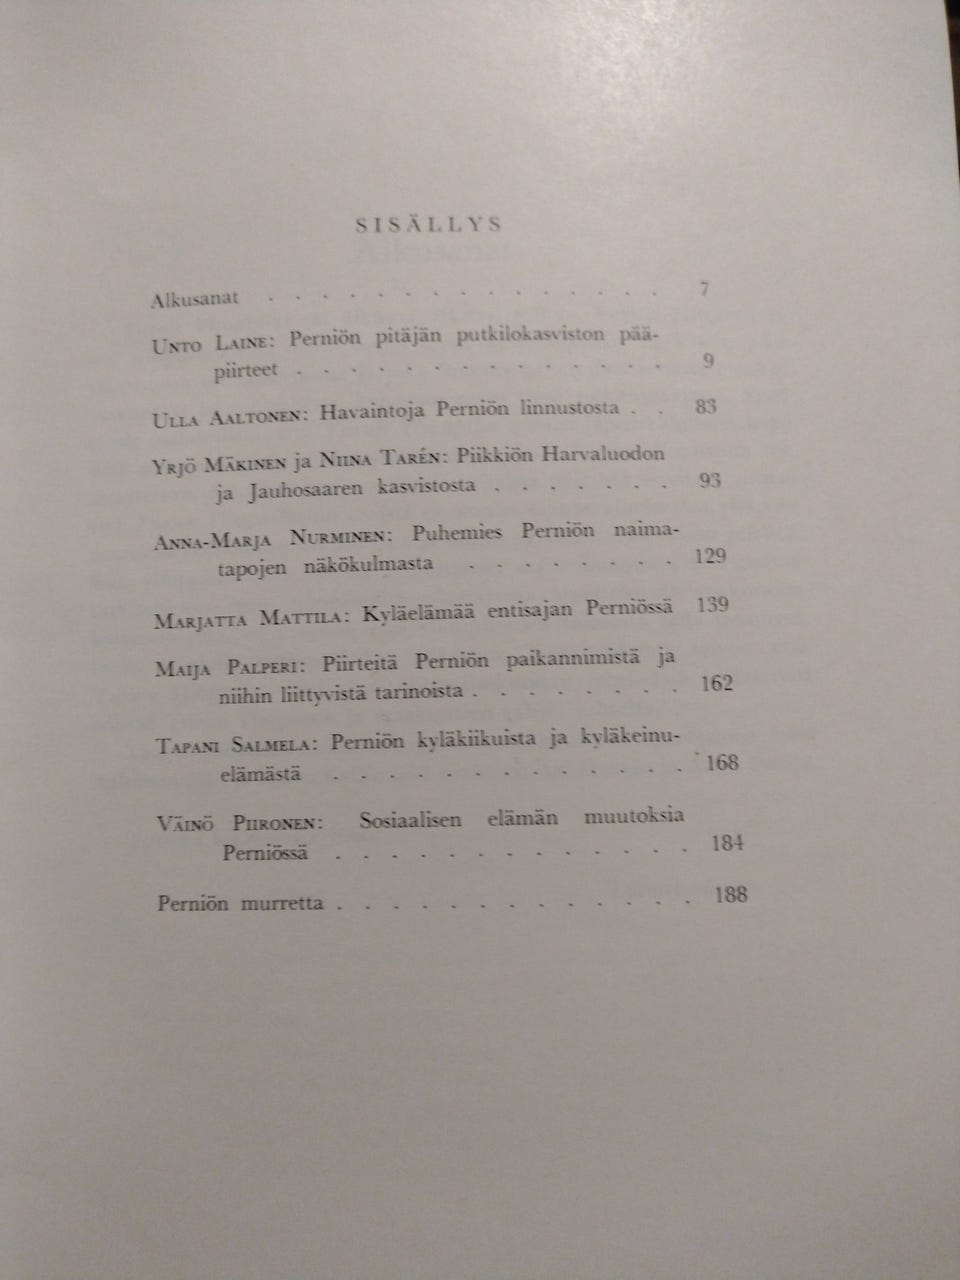 SISÄLLYS
Alkusanat . . . . . . . . . . . . . . . 7
UNTO LAINE: Perniön pitäjän putkilokasviston pää-
piirteet . . . . . . . . . . . . . . 9
ULLA AALTONEN: Havaintoja Perniön linnustosta . . 83
YRJÖ MÄKINEN ja NIINA TARÉN: Piikkiön Harvaluodon
ja Jauhosaaren kasvistosta . . . . . . . 93
ANNA-MARJA NURMINEN: Puhemies Perniön naima-
tapojen näkökulmasta . . . . . . . . 129
MARJATTA MATTILA: Kyläelämää entisajan Perniössä 139
MAIJA PALPERI: Piirteitä Perniön paikannimistä ja
niihin liittyvistä tarinoista . . . . . . . . 162
TAPANI SALMELA: Perniön kyläkiikuista ja kyläkeinu-
elämästä . . . . . . . . . . . . . 168
VÄINÖ PIIRONEN: Sosiaalisen elämän muutoksia
Perniössä . . . . . . . . . . . . . 184
Perniön murretta . . . . . . . . . . . . . 188